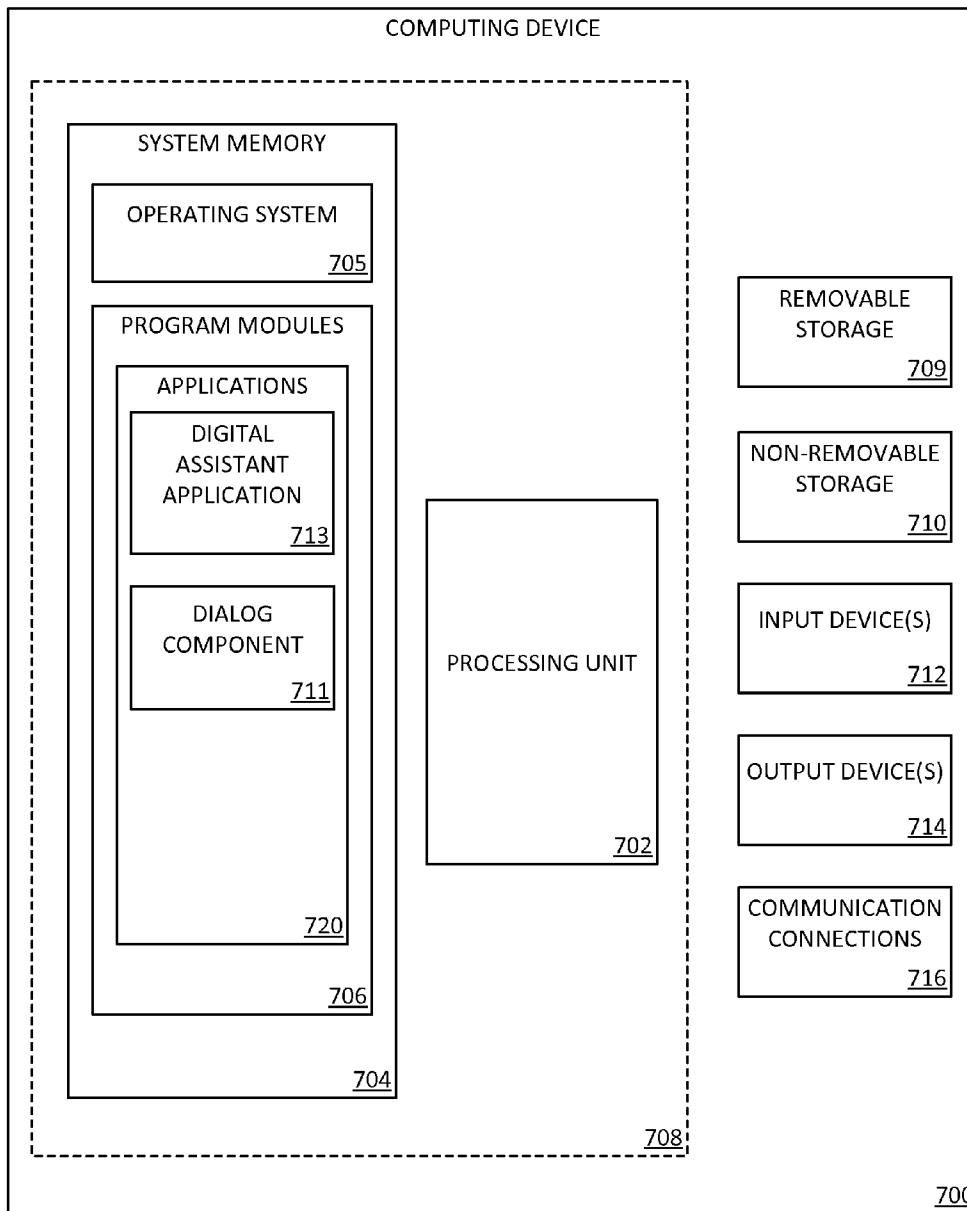 COMPUTING DEVICE
SYSTEM MEMORY
OPERATING SYSTEM
705
PROGRAM MODULES
APPLICATIONS
DIGITAL
ASSISTANT
APPLICATION
713
DIALOG
COMPONENT
711
720
706
704
PROCESSING UNIT
702
708
REMOVABLE
STORAGE
709
NON-REMOVABLE
STORAGE
710
INPUT DEVICE(S)
712
OUTPUT DEVICE(S)
714
COMMUNICATION
CONNECTIONS
716
700